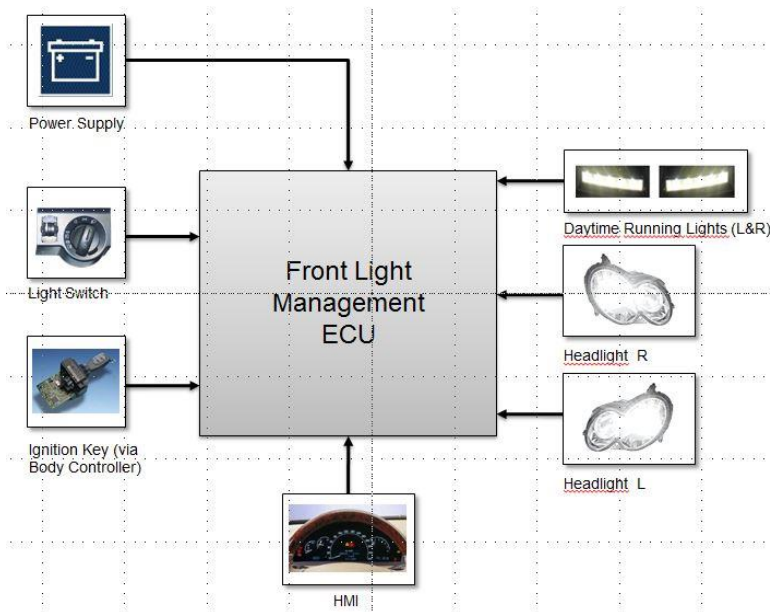 Power Supply
Light Switch
Ignition Key (via
Body Controller)
Front Light
Management
ECU
Daytime Running Lights (L&R)
Headlight R
Headlight L
HMI